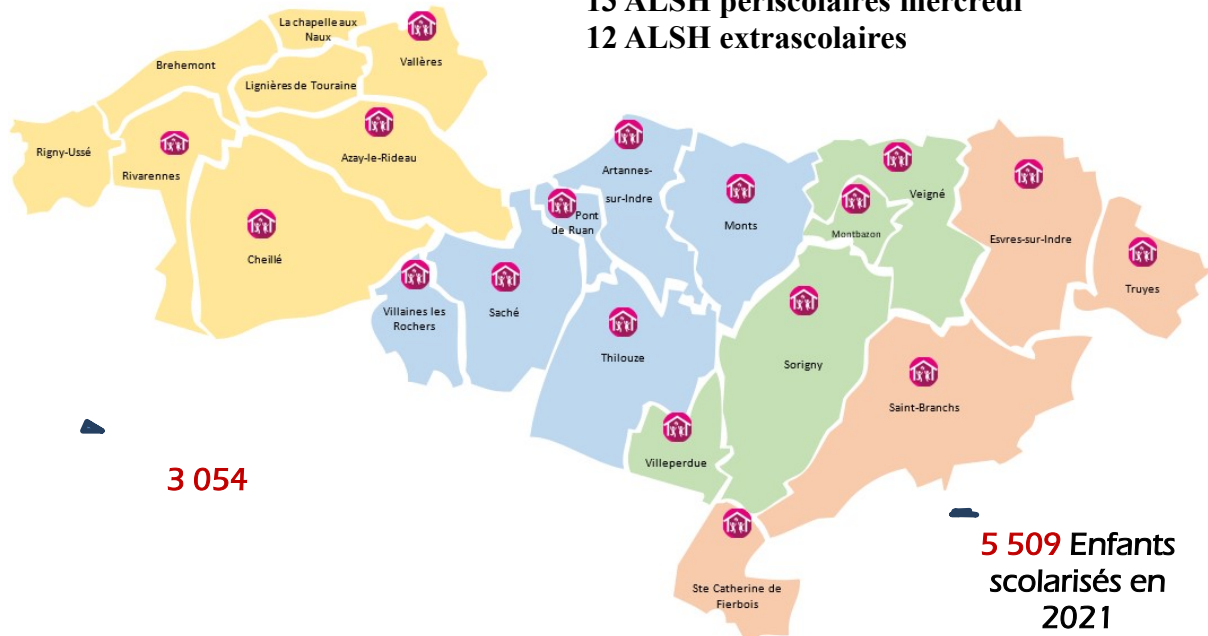 15 ALSH périscolaires mercredi
12 ALSH extrascolaires
La chapelle aux
Naux
Vallères
Brehemont
Lignières de Touraine
Rigny-Ussé
Rivarennes
Azay-le-Rideau
Cheillé
Artannes-
sur-Indre
Pont
de Ruan
Monts
Veigné
Montbazon
Esvres-sur-Indre
Truyes
Villaines les
Rochers
Saché
Thilouze
Sorigny
Saint-Branchs
Villeperdue
Ste Catherine de
Fierbois
3 054
5 509 Enfants
scolarisés en
2021